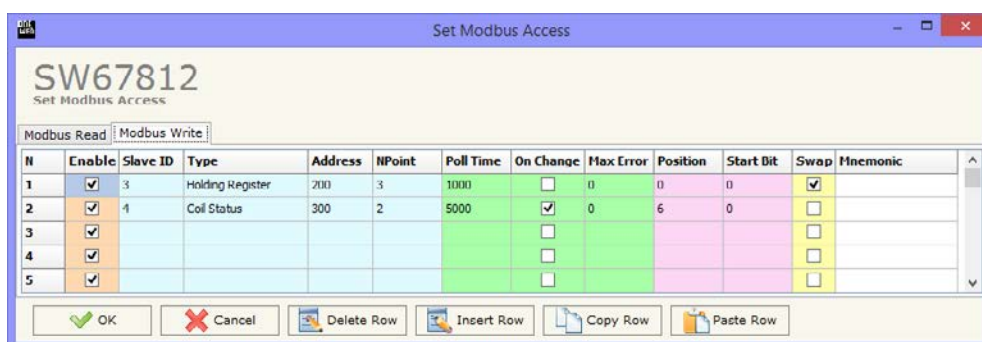 Set Modbus Access
SW67812
Set Modbus Access
Modbus Read Modbus Write
N Enable Slave ID Type Address NPoint Poll Time On Change Max Error Position Start Bit Swap Mnemonic
1 3 Holding Register 200 3 1000 0 0 0
2 4 Coil Status 300 2 5000 0 6 0
3
4
5
OK Cancel Delete Row Insert Row Copy Row Paste Row